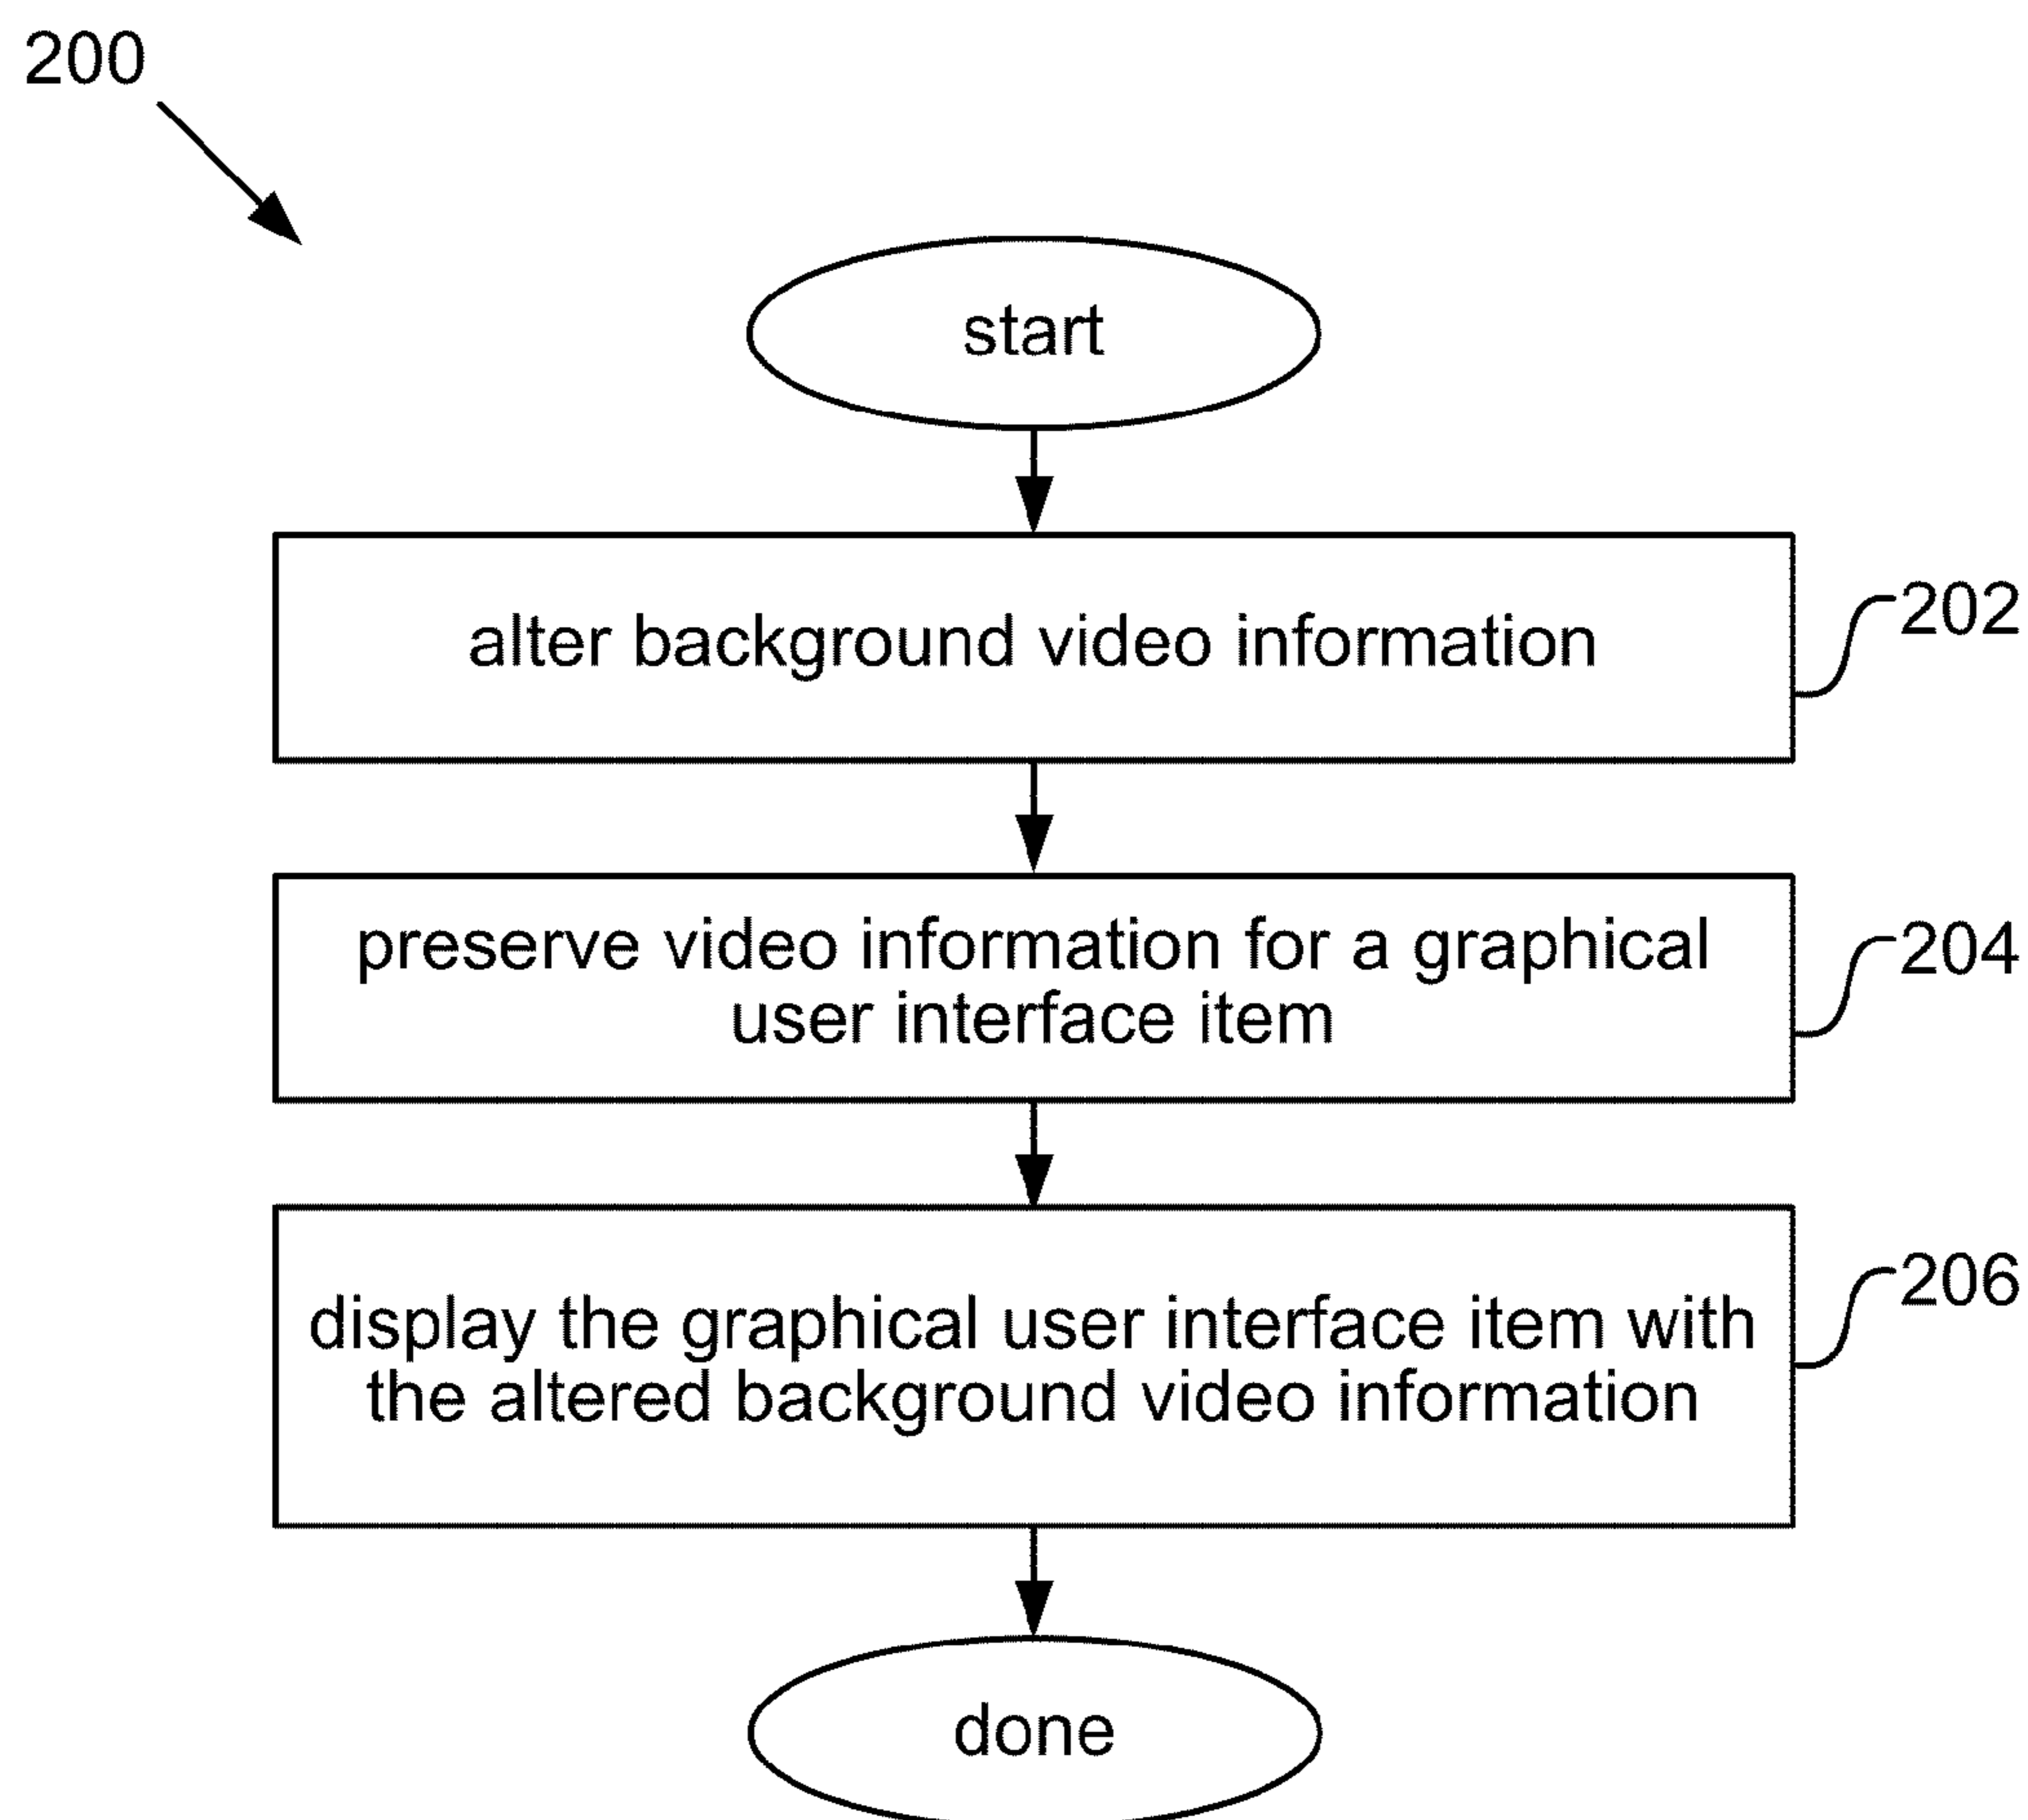 200
start
alter background video information
202
preserve video information for a graphical
user interface item
204
display the graphical user interface item with
the altered background video information
206
done